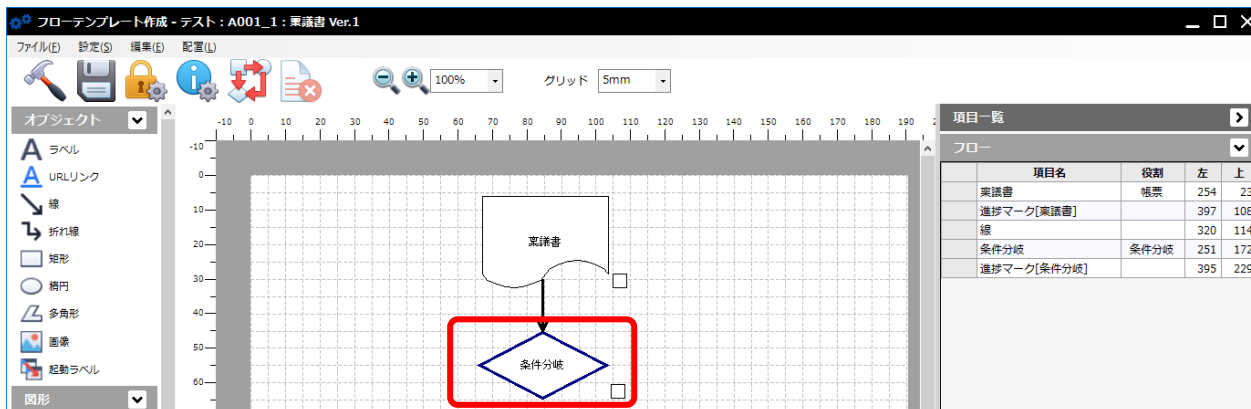 フローテンプレート作成 - テスト : A001_1 : 稟議書 Ver.1
ファイル(F) 設定(S) 編集(E) 配置(L)
100% グリッド 5mm
オブジェクト
ラベル
URLリンク
線
折れ線
矩形
楕円
多角形
画像
起動ラベル
図形
-10 0 10 20 30 40 50 60 70 80 90 100 110 120 130 140 150 160 170 180 190
-10
0
10
20
30
40
50
60
稟議書
条件分岐
項目一覧
フロー
項目名 役割 左 上
稟議書 帳票 254 23
進捗マーク[稟議書] 397 108
線 320 114
条件分岐 条件分岐 251 172
進捗マーク[条件分岐] 395 229